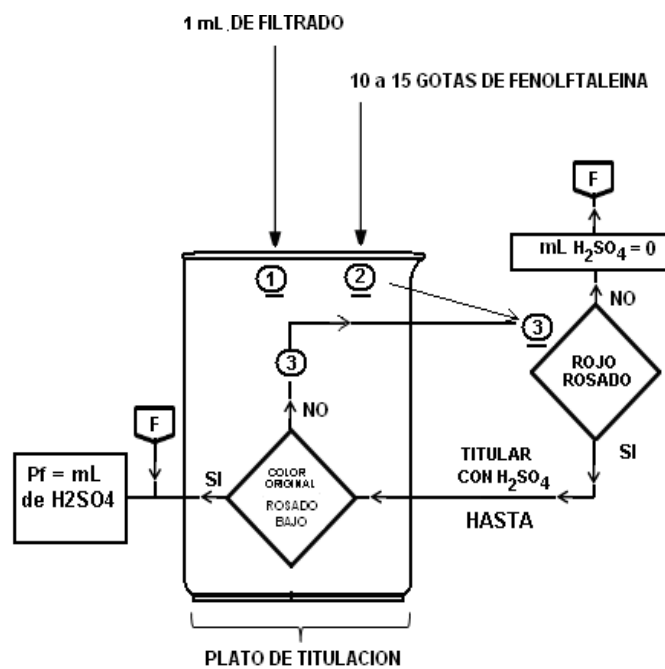 1 mL DE FILTRADO
10 a 15 GOTAS DE FENOLFTALEINA
F
mL H₂SO₄ = 0
1
2
3
NO
ROJO
ROSADO
3
NO
F
SI
TITULAR
CON H₂SO₄
HASTA
SI
COLOR
ORIGINAL
ROSADO
BAJO
Pf = mL
de H2SO4
PLATO DE TITULACION